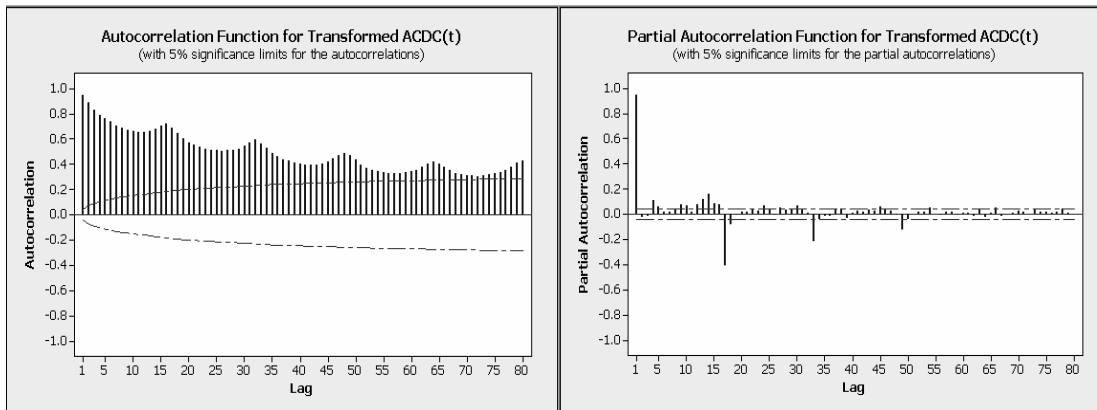 Autocorrelation Function for Transformed ACDC(t)
(with 5% significance limits for the autocorrelations)
Autocorrelation
1.0
0.8
0.6
0.4
0.2
0.0
-0.2
-0.4
-0.6
-0.8
-1.0
1 5 10 15 20 25 30 35 40 45 50 55 60 65 70 75 80
Lag
Partial Autocorrelation Function for Transformed ACDC(t)
(with 5% significance limits for the partial autocorrelations)
Partial Autocorrelation
1.0
0.8
0.6
0.4
0.2
0.0
-0.2
-0.4
-0.6
-0.8
-1.0
1 5 10 15 20 25 30 35 40 45 50 55 60 65 70 75 80
Lag